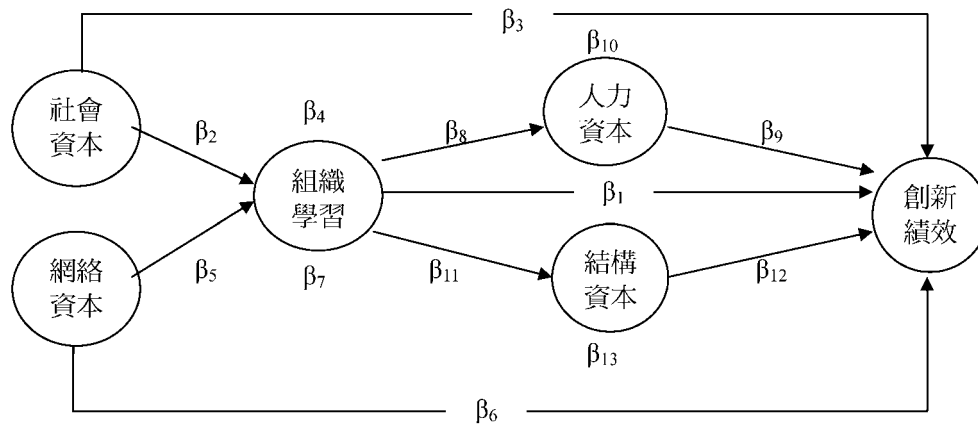 β3
β10
社會
資本
人力
資本
β4
β2
β8
β9
組織
學習
β1
創新
績效
網絡
資本
β5
β7
β11
結構
資本
β12
β13
β6